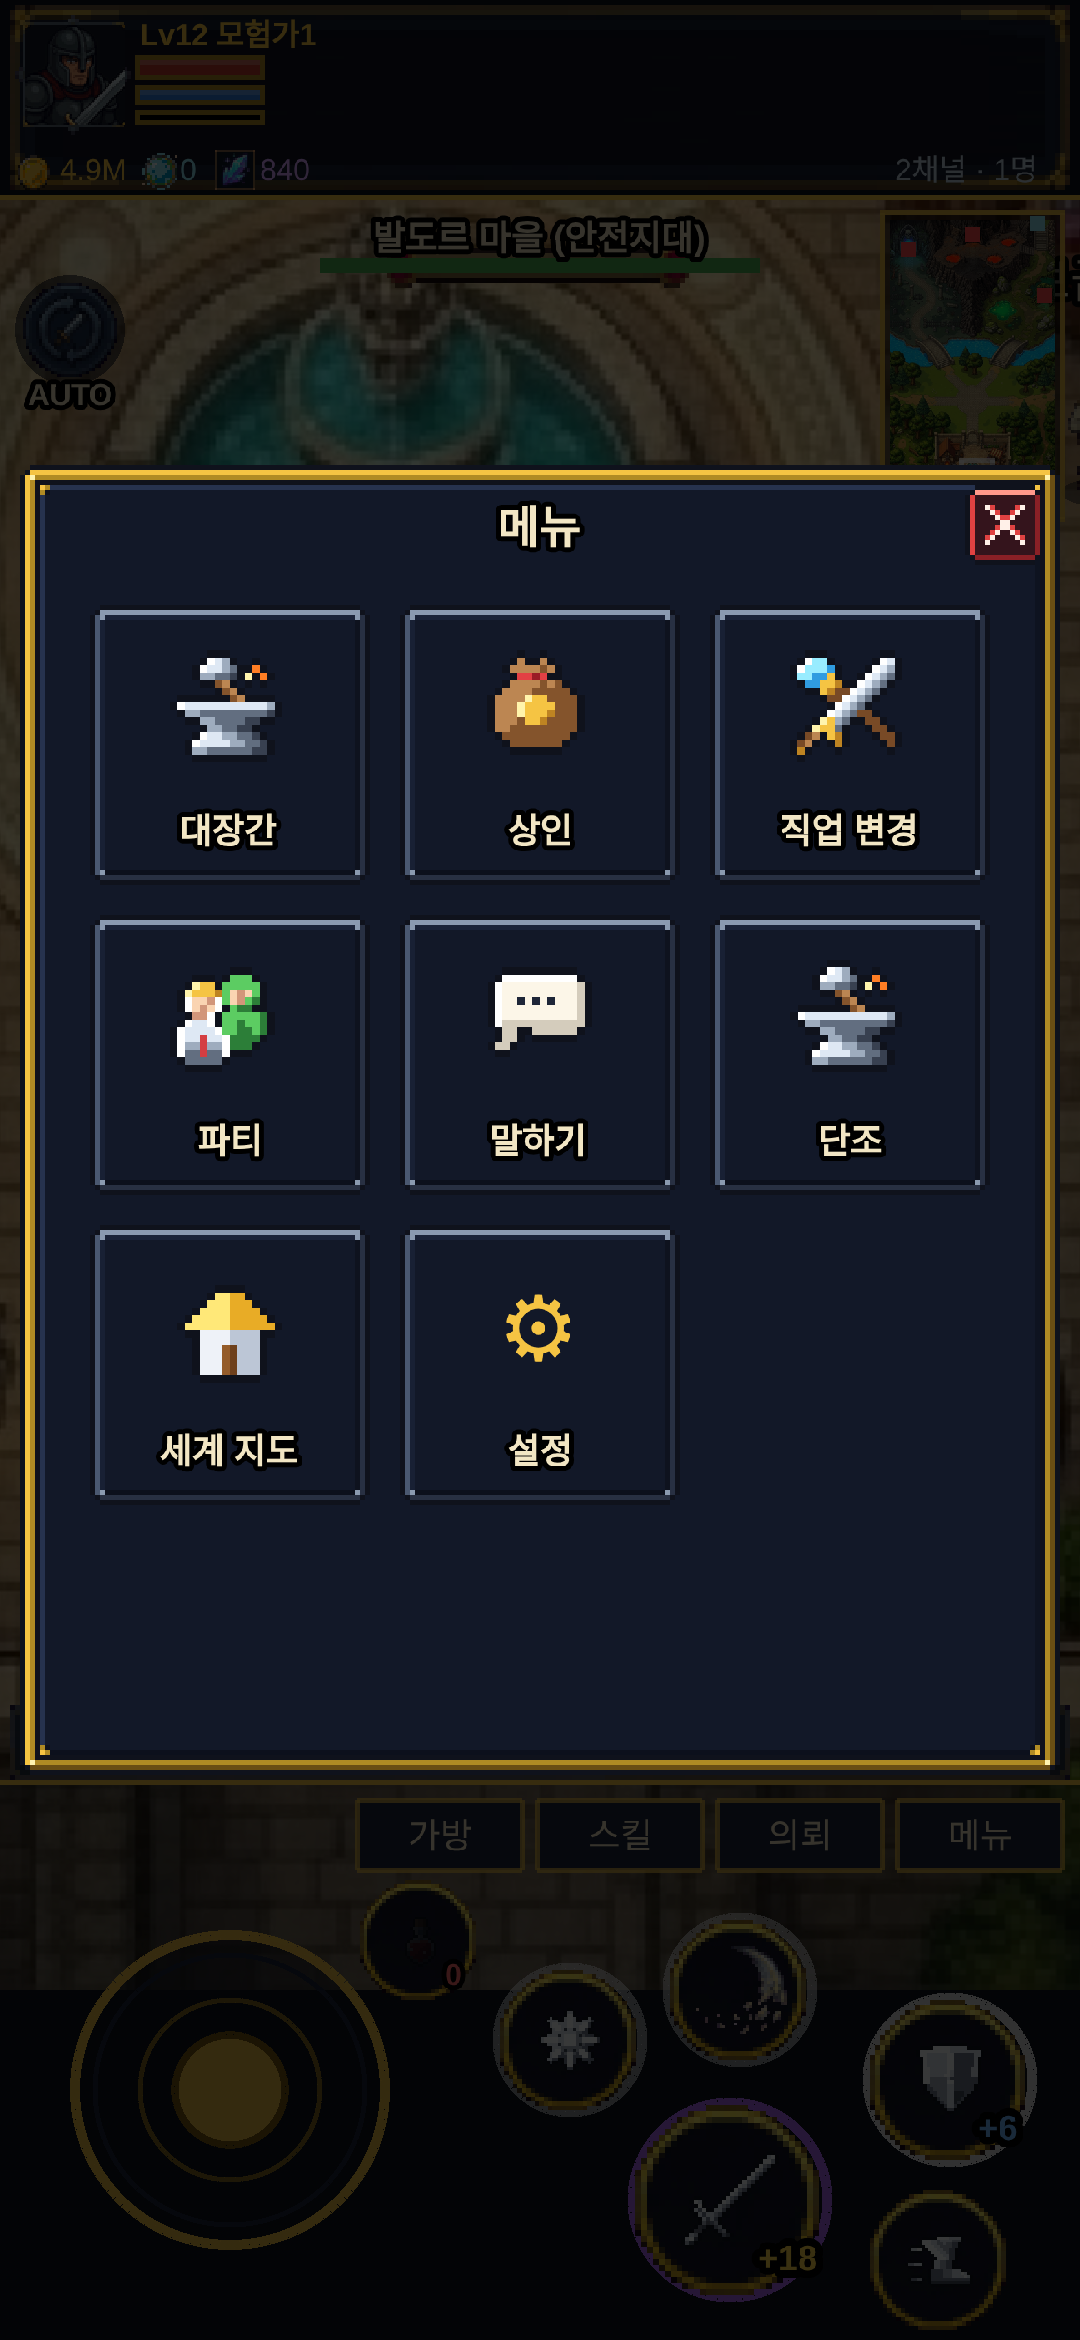 Lv12 모험가1
4.9M 0 840 2채널 · 1명
발도르 마을 (안전지대)
AUTO
메뉴
대장간 상인 직업 변경
파티 말하기 단조
세계 지도 설정
가방 스킬 의뢰 메뉴
0
+6
+18